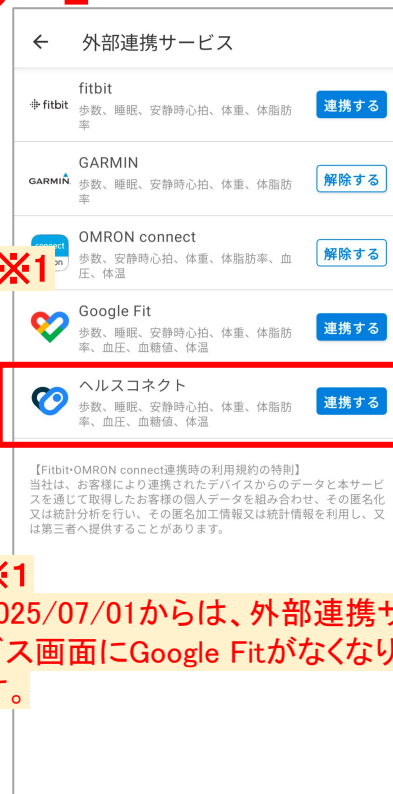 ← 外部連携サービス
fitbit
fitbit
歩数、睡眠、安静時心拍、体重、体脂肪
率
連携する
GARMIN
GARMIN
歩数、睡眠、安静時心拍、体重、体脂肪
率
解除する
OMRON connect
connect
歩数、安静時心拍、体重、体脂肪率、血
圧、体温
解除する
※1
Google Fit
歩数、睡眠、安静時心拍、体重、体脂肪
率、血圧、血糖値、体温
連携する
ヘルスコネクト
歩数、睡眠、安静時心拍、体重、体脂肪
率、血圧、血糖値、体温
連携する
【Fitbit・OMRON connect連携時の利用規約の特則】
当社は、お客様により連携されたデバイスからのデータと本サービ
スを通じて取得したお客様の個人データを組み合わせ、その匿名化
又は統計分析を行い、その匿名加工情報又は統計情報を利用し、又
は第三者へ提供することがあります。
※1
025/07/01からは、外部連携サ
ビス画面にGoogle Fitがなくなり
す。